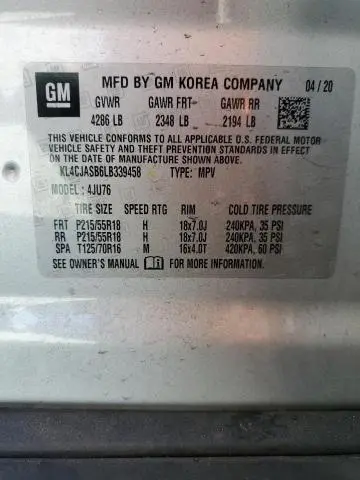 GM
MFD BY GM KOREA COMPANY 04/20
GVWR GAWR FRT GAWR RR
4286 LB 2348 LB 2194 LB
THIS VEHICLE CONFORMS TO ALL APPLICABLE U.S. FEDERAL MOTOR
VEHICLE SAFETY, BUMPER, AND THEFT PREVENTION STANDARDS IN
EFFECT ON THE DATE OF MANUFACTURE SHOWN ABOVE.
KL4CJASB6LB339458 TYPE: MPV
MODEL: 4JU76
TIRE SIZE SPEED RTG RIM COLD TIRE PRESSURE
FRT P215/55R18 H 18x7.0J 240KPA, 35 PSI
RR P215/55R18 H 18x7.0J 240KPA, 35 PSI
SPA T125/70R16 M 16x4.0T 420KPA, 60 PSI
SEE OWNER'S MANUAL FOR MORE INFORMATION.